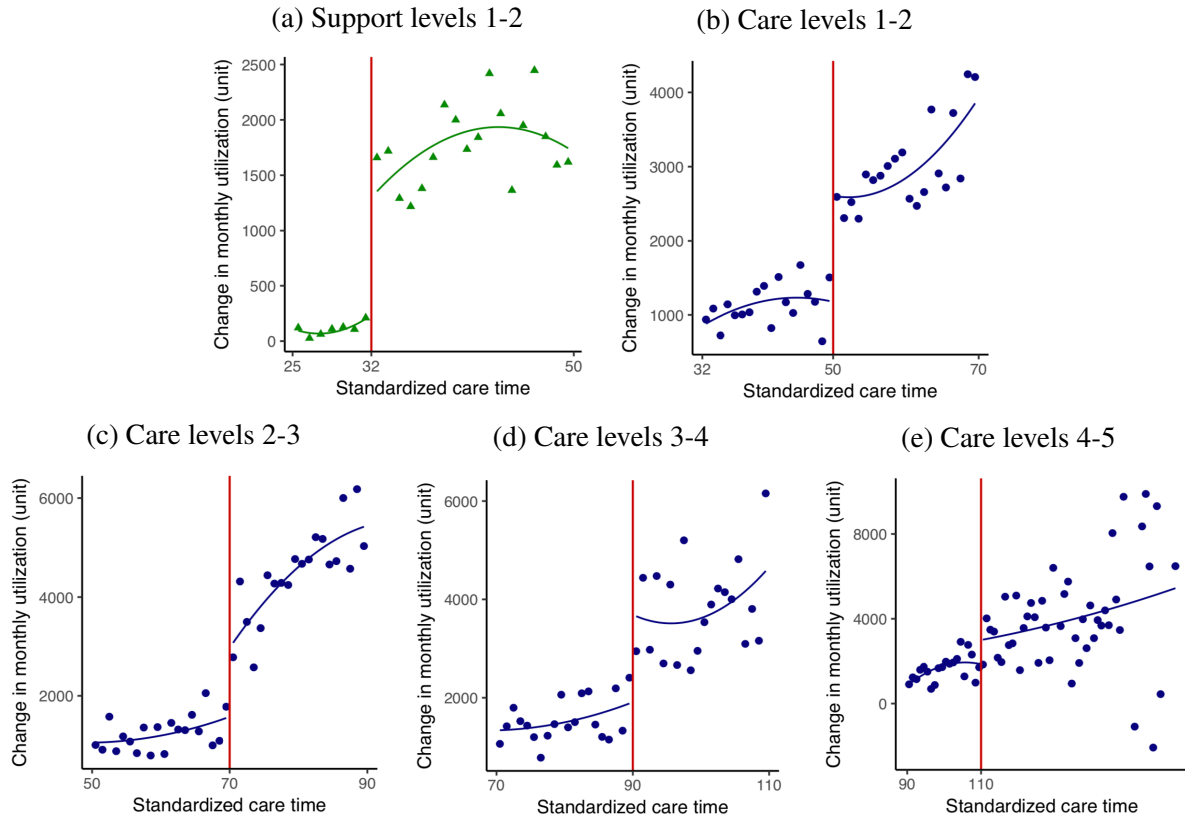 (a) Support levels 1-2
Change in monthly utilization (unit)
2500
2000
1500
1000
500
0
25
32
50
Standardized care time
(b) Care levels 1-2
Change in monthly utilization (unit)
4000
3000
2000
1000
32
50
70
Standardized care time
(c) Care levels 2-3
Change in monthly utilization (unit)
6000
4000
2000
50
70
90
Standardized care time
(d) Care levels 3-4
Change in monthly utilization (unit)
6000
4000
2000
70
90
110
Standardized care time
(e) Care levels 4-5
Change in monthly utilization (unit)
8000
4000
0
90
110
Standardized care time